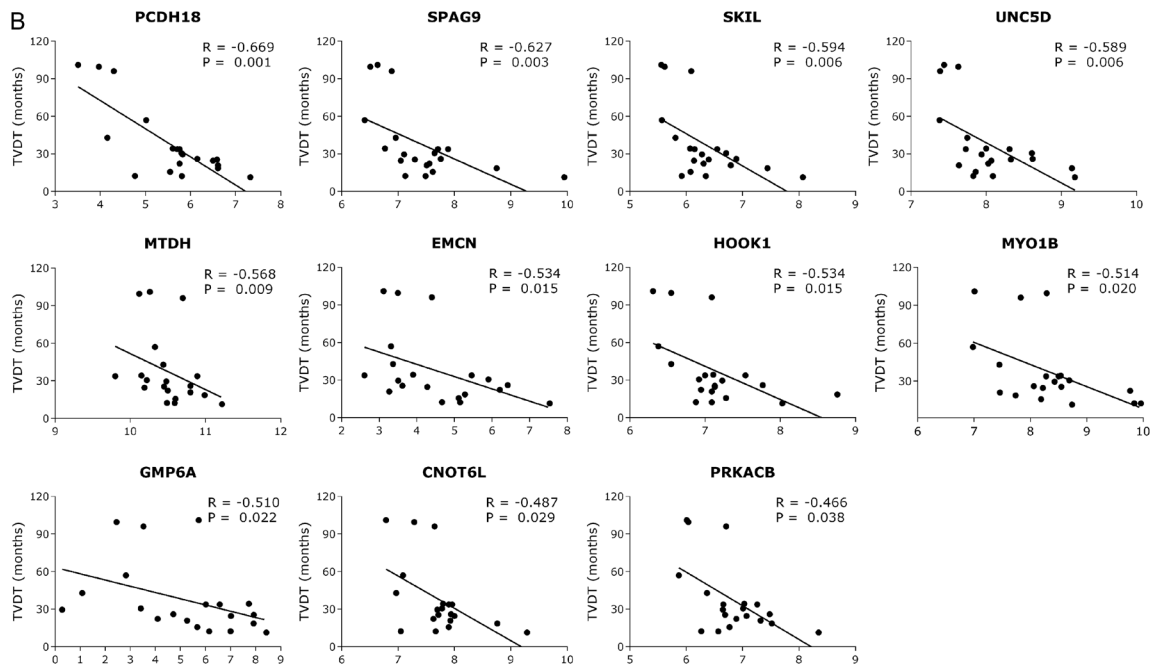 B
PCDH18
SPAG9
SKIL
UNC5D
R = -0.669
P = 0.001
R = -0.627
P = 0.003
R = -0.594
P = 0.006
R = -0.589
P = 0.006
TVDT (months)
120
90
60
30
0
3 4 5 6 7 8
TVDT (months)
120
90
60
30
0
6 7 8 9 10
TVDT (months)
120
90
60
30
0
5 6 7 8 9
TVDT (months)
120
90
60
30
0
7 8 9 10
MTDH
EMCN
HOOK1
MYO1B
R = -0.568
P = 0.009
R = -0.534
P = 0.015
R = -0.534
P = 0.015
R = -0.514
P = 0.020
TVDT (months)
120
90
60
30
0
9 10 11 12
TVDT (months)
120
90
60
30
0
2 3 4 5 6 7 8
TVDT (months)
120
90
60
30
0
6 7 8 9
TVDT (months)
120
90
60
30
6 7 8 9 10
GMP6A
CNOT6L
PRKACB
R = -0.510
P = 0.022
R = -0.487
P = 0.029
R = -0.466
P = 0.038
TVDT (months)
120
90
60
30
0
0 1 2 3 4 5 6 7 8 9
TVDT (months)
120
90
60
30
0
6 7 8 9 10
TVDT (months)
120
90
60
30
0
5 6 7 8 9